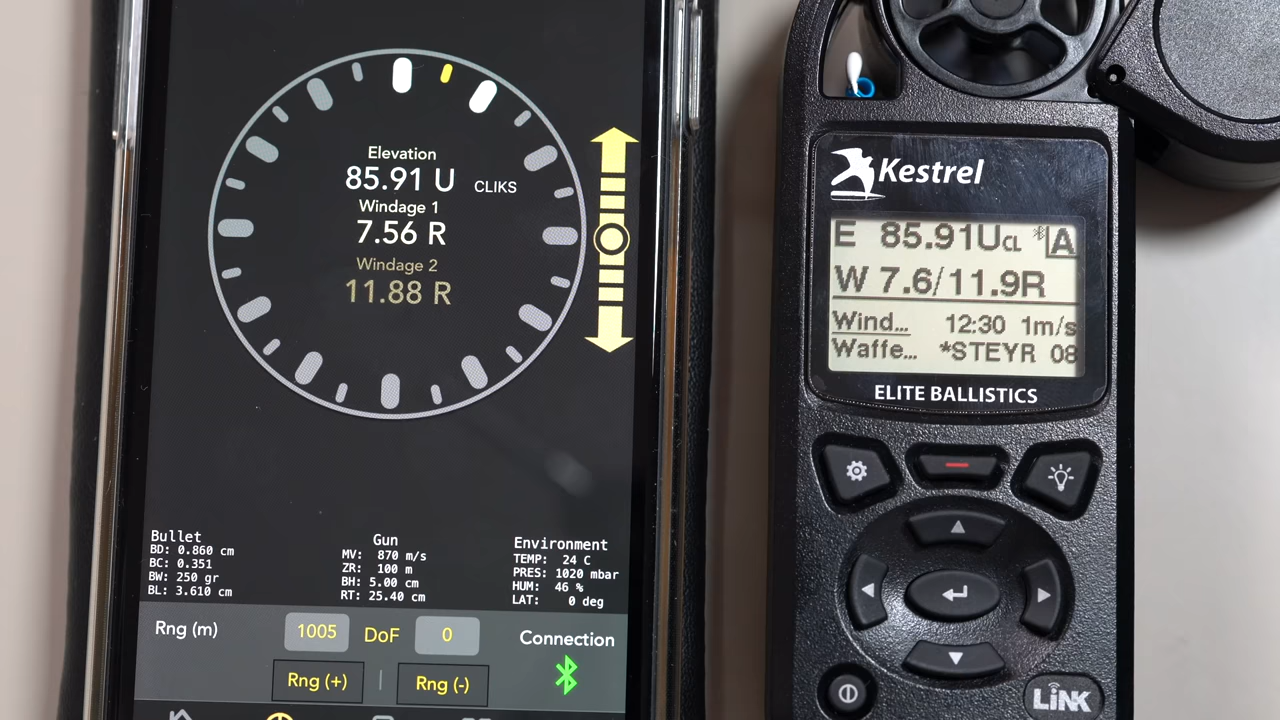 Elevation
85.91 U CLIKS
Windage 1
7.56 R
Windage 2
11.88 R
Bullet
BD: 0.860 cm
BC: 0.351
BW: 250 gr
BL: 3.610 cm
Gun
MV: 870 m/s
ZR: 100 m
BH: 5.00 cm
RT: 25.40 cm
Environment
TEMP: 24 C
PRES: 1020 mbar
HUM: 46 %
LAT: 0 deg
Rng (m) 1005 DoF 0 Connection
Rng (+) | Rng (-)
Kestrel
E 85.91UCL A
W 7.6/11.9R
Wind... 12:30 1m/s
Waffe... *STEYR 08
ELITE BALLISTICS
LiNK